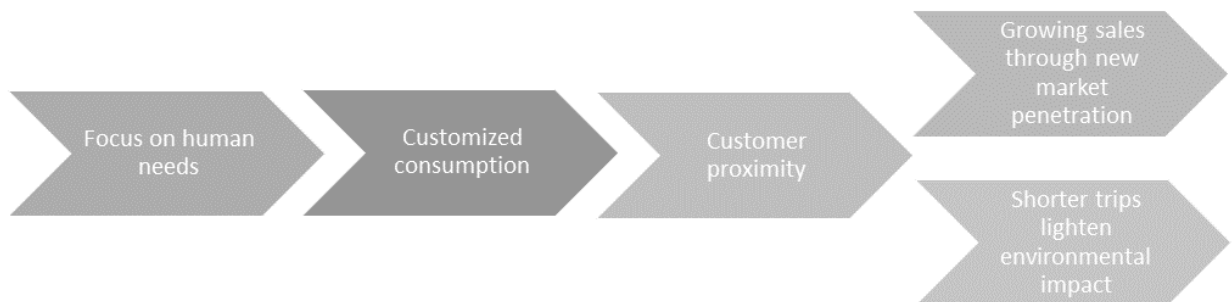 Focus on human
needs
Customized
consumption
Customer
proximity
Growing sales
through new
market
penetration
Shorter trips
lighten
environmental
impact